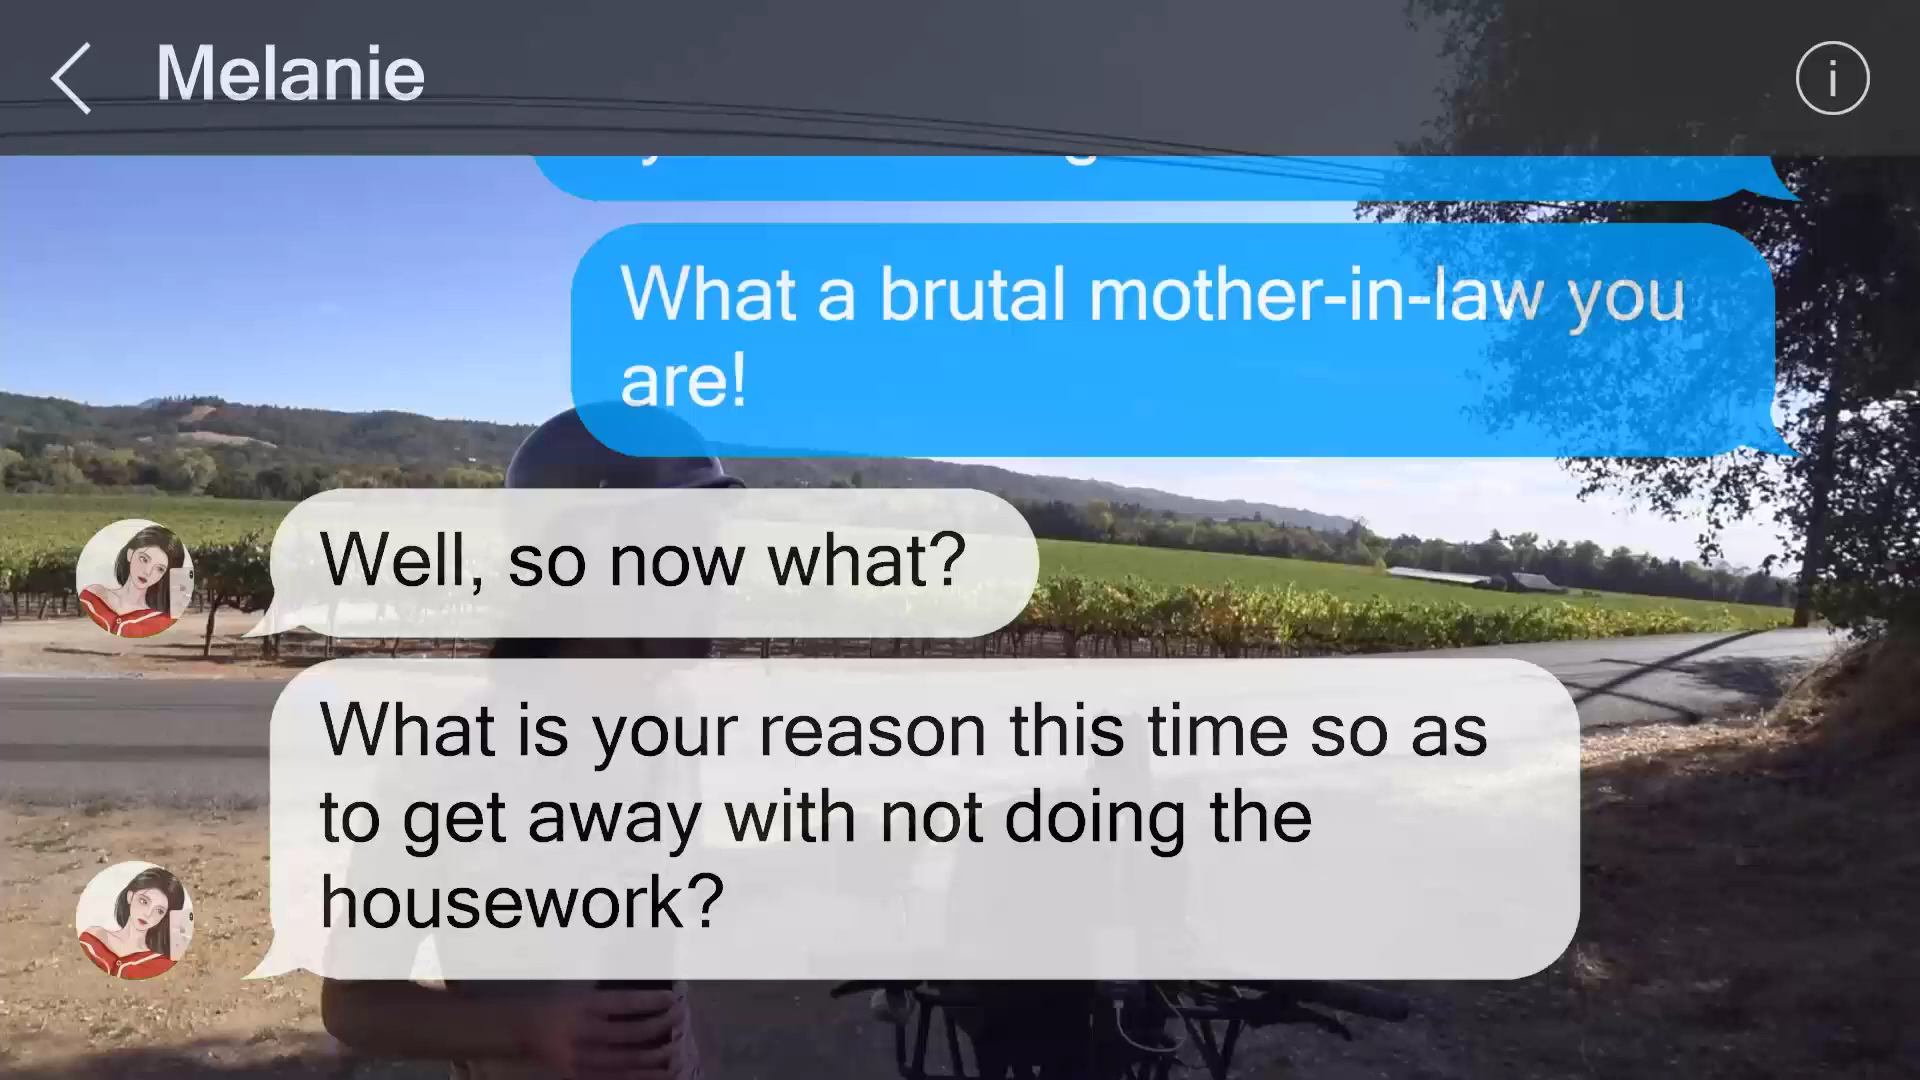 Melanie
What a brutal mother-in-law you
are!
Well, so now what?
What is your reason this time so as
to get away with not doing the
housework?